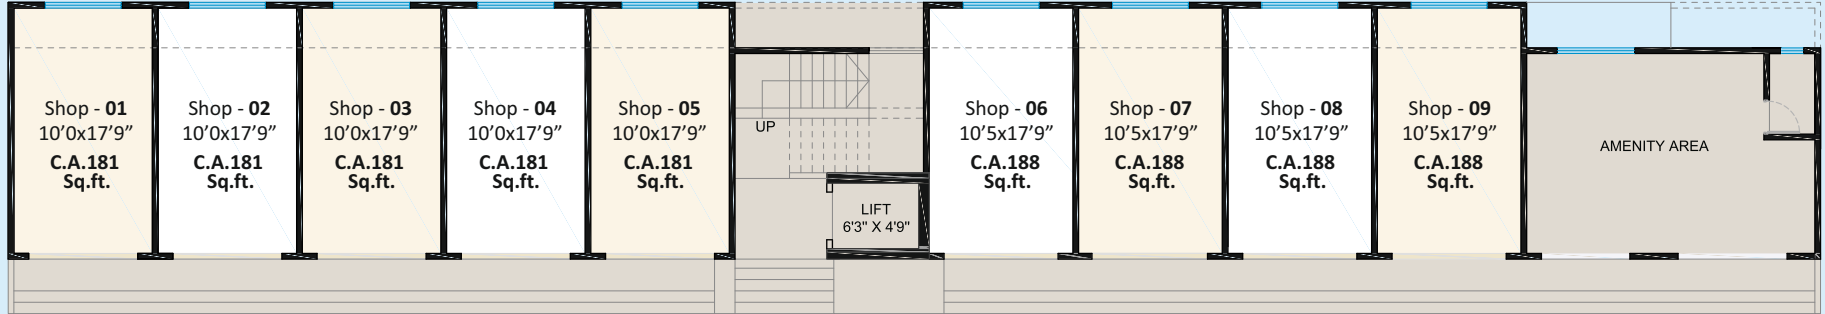 Shop - 01
10’0x17’9”
C.A.181
Sq.ft.
Shop - 02
10’0x17’9”
C.A.181
Sq.ft.
Shop - 03
10’0x17’9”
C.A.181
Sq.ft.
Shop - 04
10’0x17’9”
C.A.181
Sq.ft.
Shop - 05
10’0x17’9”
C.A.181
Sq.ft.
UP
LIFT
6'3" X 4'9"
Shop - 06
10’5x17’9”
C.A.188
Sq.ft.
Shop - 07
10’5x17’9”
C.A.188
Sq.ft.
Shop - 08
10’5x17’9”
C.A.188
Sq.ft.
Shop - 09
10’5x17’9”
C.A.188
Sq.ft.
AMENITY AREA